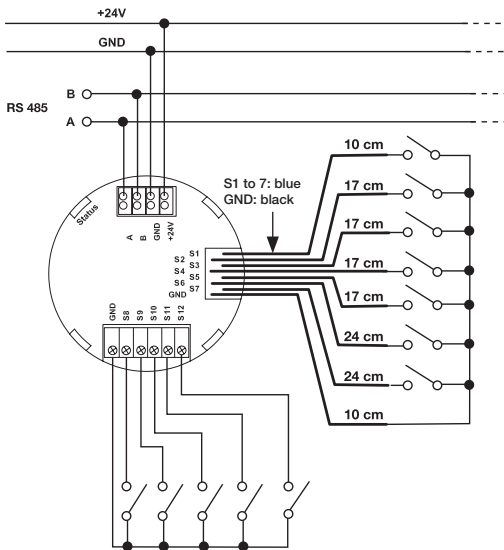 +24V
GND
B
RS 485
A
10 cm
S1 to 7: blue
GND: black
17 cm
17 cm
17 cm
17 cm
24 cm
24 cm
10 cm
Status
A
B
GND
+24V
S1
S2
S3
S4
S5
S6
S7
GND
GND
S8
S9
S10
S11
S12